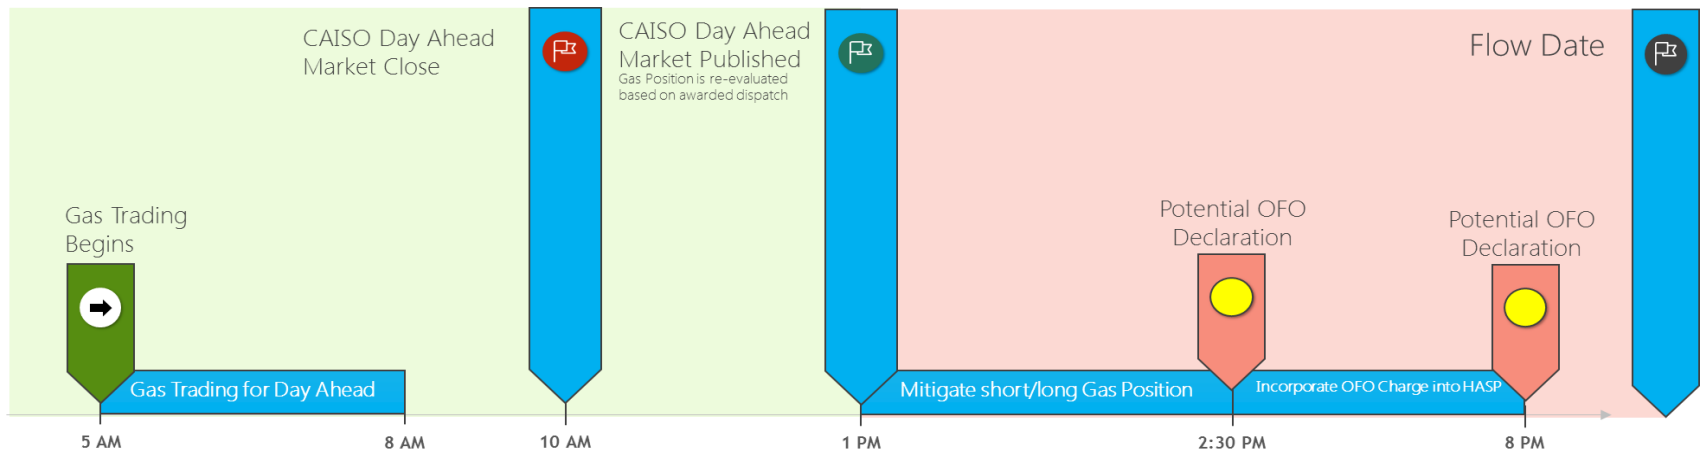 CAISO Day Ahead
Market Close
CAISO Day Ahead
Market Published
Gas Position is re-evaluated
based on awarded dispatch
Flow Date
Gas Trading
Begins
Potential OFO
Declaration
Potential OFO
Declaration
Gas Trading for Day Ahead
Mitigate short/long Gas Position
Incorporate OFO Charge into HASP
5 AM
8 AM
10 AM
1 PM
2:30 PM
8 PM